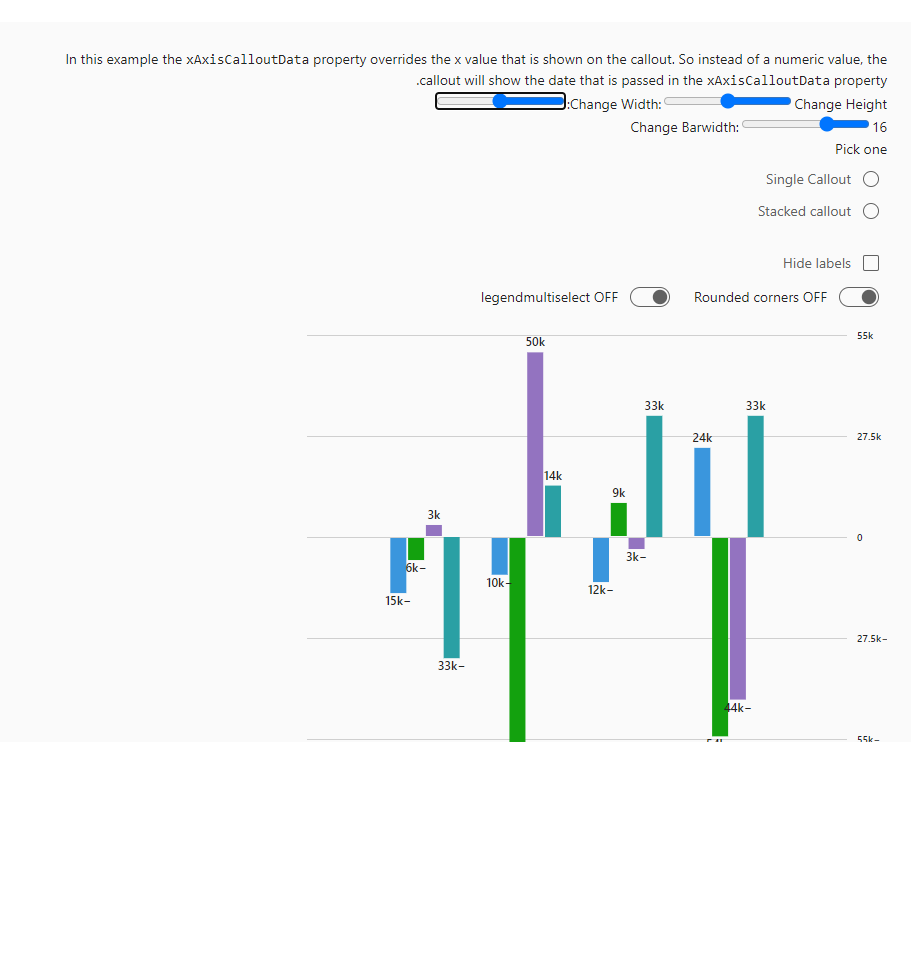 In this example the xAxisCalloutData property overrides the x value that is shown on the callout. So instead of a numeric value, the
.callout will show the date that is passed in the xAxisCalloutData property
:Change Width: Change Height
Change Barwidth: 16
Pick one
Single Callout
Stacked callout
Hide labels
legendmultiselect OFF Rounded corners OFF
55k
50k
33k 33k
27.5k
24k
14k
9k
3k
0
3k−
6k−
10k−
12k−
15k−
27.5k−
33k−
44k−
55k−